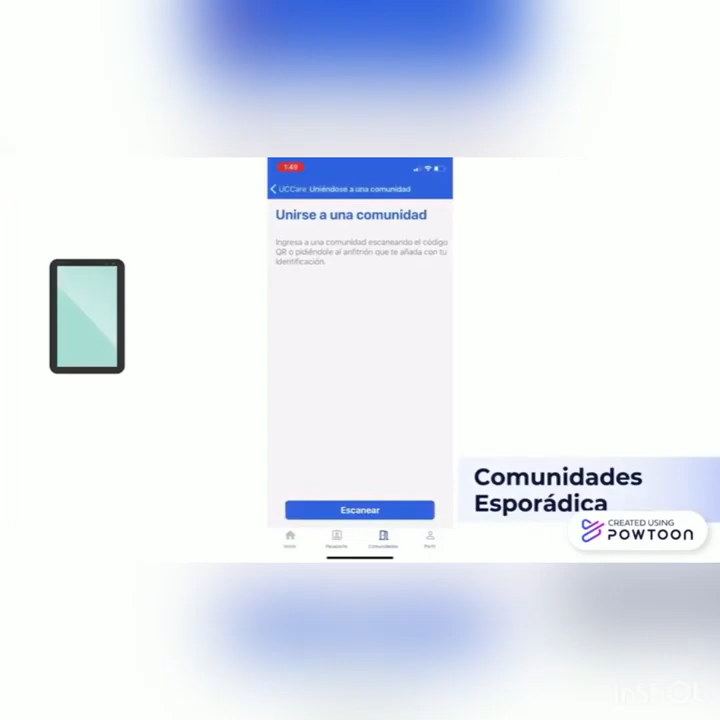 1:49
UCCare Uniéndose a una comunidad
Unirse a una comunidad
Ingresa a una comunidad escaneando el código
QR o pidiéndole al anfitrión que te añada con tu
identificación.
Escanear
Inicio
Pasaporte
Comunidades
Perfil
Comunidades
Esporádica
CREATED USING
POWTOON
InShOt